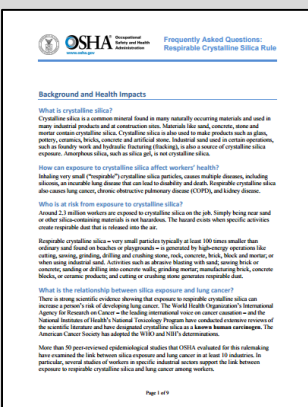 OSHA Occupational
Safety and Health
Administration
www.osha.gov
Frequently Asked Questions:
Respirable Crystalline Silica Rule
Background and Health Impacts
What is crystalline silica?
Crystalline silica is a common mineral found in many naturally occurring materials and used in
many industrial products and at construction sites. Materials like sand, concrete, stone and
mortar contain crystalline silica. Crystalline silica is also used to make products such as glass,
pottery, ceramics, bricks, concrete and artificial stone. Industrial sand used in certain operations,
such as foundry work and hydraulic fracturing (fracking), is also a source of crystalline silica
exposure. Amorphous silica, such as silica gel, is not crystalline silica.
How can exposure to crystalline silica affect workers' health?
Inhaling very small ("respirable") crystalline silica particles, causes multiple diseases, including
silicosis, an incurable lung disease that can lead to disability and death. Respirable crystalline silica
also causes lung cancer, chronic obstructive pulmonary disease (COPD), and kidney disease.
Who is at risk from exposure to crystalline silica?
Around 2.3 million workers are exposed to crystalline silica on the job. Simply being near sand
or other silica-containing materials is not hazardous. The hazard exists when specific activities
create respirable dust that is released into the air.
Respirable crystalline silica – very small particles typically at least 100 times smaller than
ordinary sand found on beaches or playgrounds – is generated by high-energy operations like
cutting, sawing, grinding, drilling and crushing stone, rock, concrete, brick, block and mortar; or
when using industrial sand. Activities such as abrasive blasting with sand; sawing brick or
concrete; sanding or drilling into concrete walls; grinding mortar; manufacturing brick, concrete
blocks, or ceramic products; and cutting or crushing stone generates respirable dust.
What is the relationship between silica exposure and lung cancer?
There is strong scientific evidence showing that exposure to respirable crystalline silica can
increase a person's risk of developing lung cancer. The World Health Organization's International
Agency for Research on Cancer – the leading international voice on cancer causation – and the
National Institutes of Health's National Toxicology Program have conducted extensive reviews of
the scientific literature and have designated crystalline silica as a known human carcinogen. The
American Cancer Society has adopted the WHO and NIH's determinations.
More than 50 peer-reviewed epidemiological studies that OSHA evaluated for this rulemaking
have examined the link between silica exposure and lung cancer in at least 10 industries. In
particular, several studies of workers in specific industrial sectors support the link between
exposure to respirable crystalline silica and lung cancer among workers.
Page 1 of 9